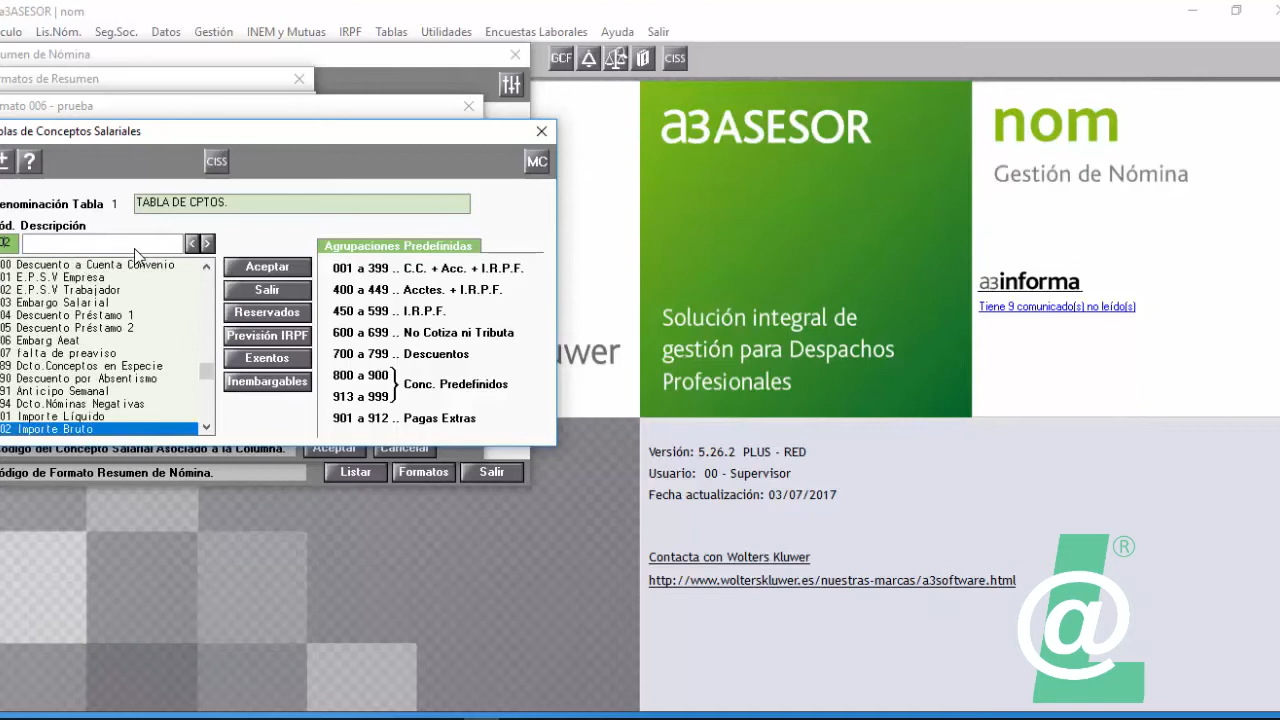 a3ASESOR | nom
culo Lis.Nóm. Seg.Soc. Datos Gestión INEM y Mutuas IRPF Tablas Utilidades Encuestas Laborales Ayuda Salir
umen de Nómina
GCF CISS
rmatos de Resumen
mato 006 - prueba
blas de Conceptos Salariales
? CISS MC
enominación Tabla 1 TABLA DE CPTOS.
ód. Descripción
02 < >
00 Descuento a Cuenta Convenio
01 E.P.S.V Empresa
02 E.P.S.V Trabajador
03 Embargo Salarial
04 Descuento Préstamo 1
05 Descuento Préstamo 2
06 Embarg Aeat
07 falta de preaviso
89 Dcto.Conceptos en Especie
90 Descuento por Absentismo
91 Anticipo Semanal
94 Dcto.Nóminas Negativas
01 Importe Líquido
02 Importe Bruto
Aceptar
Salir
Reservados
Previsión IRPF
Exentos
Inembargables
Agrupaciones Predefinidas
001 a 399 .. C.C. + Acc. + I.R.P.F.
400 a 449 .. Acctes. + I.R.P.F.
450 a 599 .. I.R.P.F.
600 a 699 .. No Cotiza ni Tributa
700 a 799 .. Descuentos
800 a 900
913 a 999
} Conc. Predefinidos
901 a 912 .. Pagas Extras
ódigo del Concepto Salarial Asociado a la Columna. Aceptar Cancelar
ódigo de Formato Resumen de Nómina. Listar Formatos Salir
uwer
a3ASESOR
Solución integral de
gestión para Despachos
Profesionales
nom
Gestión de Nómina
a3informa
Tiene 9 comunicado(s) no leído(s)
Versión: 5.26.2 PLUS - RED
Usuario: 00 - Supervisor
Fecha actualización: 03/07/2017
Contacta con Wolters Kluwer
http://www.wolterskluwer.es/nuestras-marcas/a3software.html
L@®